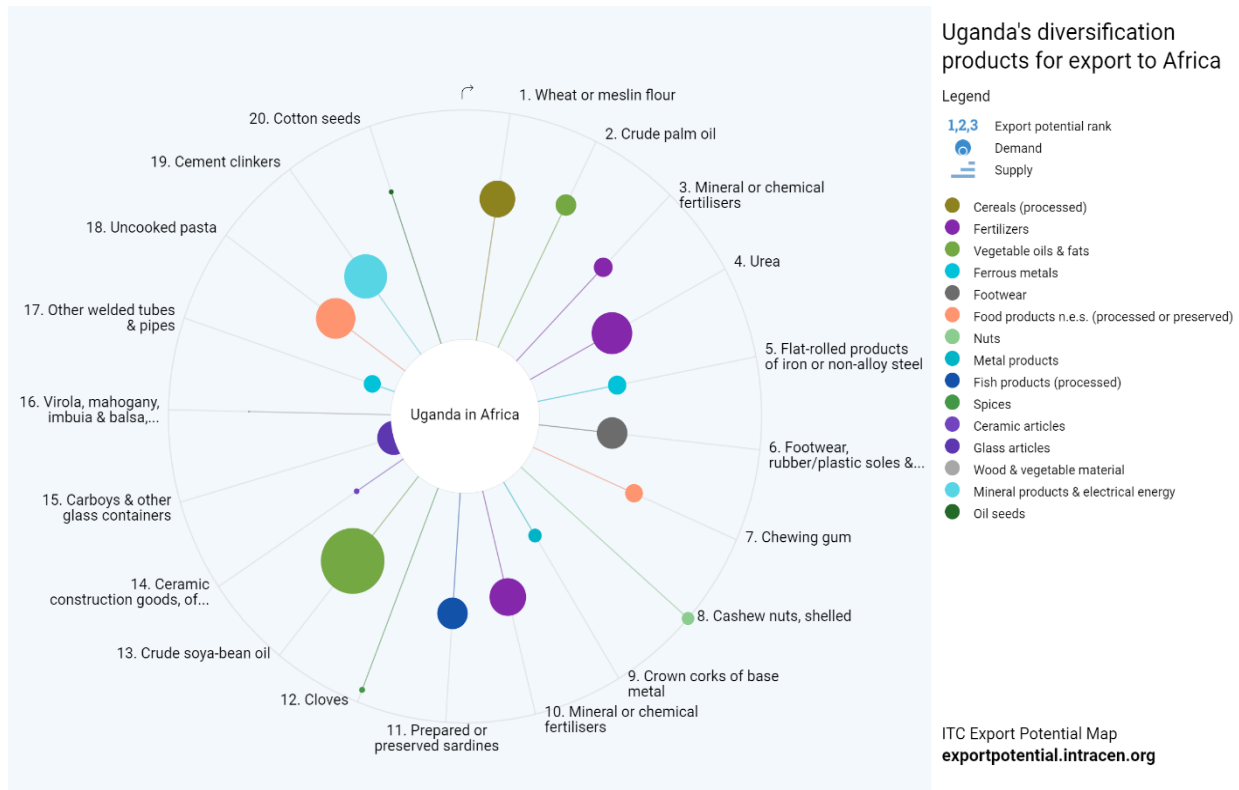 Uganda's diversification
products for export to Africa
Legend
1,2,3 Export potential rank
Demand
Supply
Cereals (processed)
Fertilizers
Vegetable oils & fats
Ferrous metals
Footwear
Food products n.e.s. (processed or preserved)
Nuts
Metal products
Fish products (processed)
Spices
Ceramic articles
Glass articles
Wood & vegetable material
Mineral products & electrical energy
Oil seeds
1. Wheat or meslin flour
2. Crude palm oil
3. Mineral or chemical
fertilisers
4. Urea
5. Flat-rolled products
of iron or non-alloy steel
6. Footwear,
rubber/plastic soles &...
7. Chewing gum
8. Cashew nuts, shelled
9. Crown corks of base
metal
10. Mineral or chemical
fertilisers
11. Prepared or
preserved sardines
12. Cloves
13. Crude soya-bean oil
14. Ceramic
construction goods, of...
15. Carboys & other
glass containers
16. Virola, mahogany,
imbuia & balsa,...
17. Other welded tubes
& pipes
18. Uncooked pasta
19. Cement clinkers
20. Cotton seeds
Uganda in Africa
ITC Export Potential Map
exportpotential.intracen.org